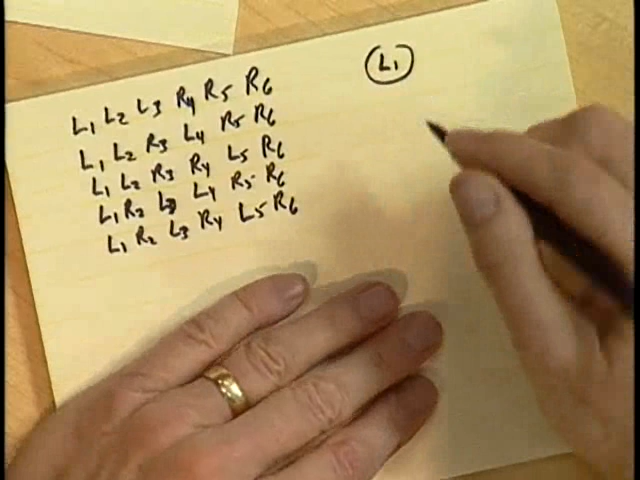 L1 L2 L3 R4 R5 R6
L1 L2 R3 L4 R5 R6
L1 L2 R3 R4 L5 R6
L1 R2 L3 L4 R5 R6
L1 R2 L3 R4 L5 R6
L1